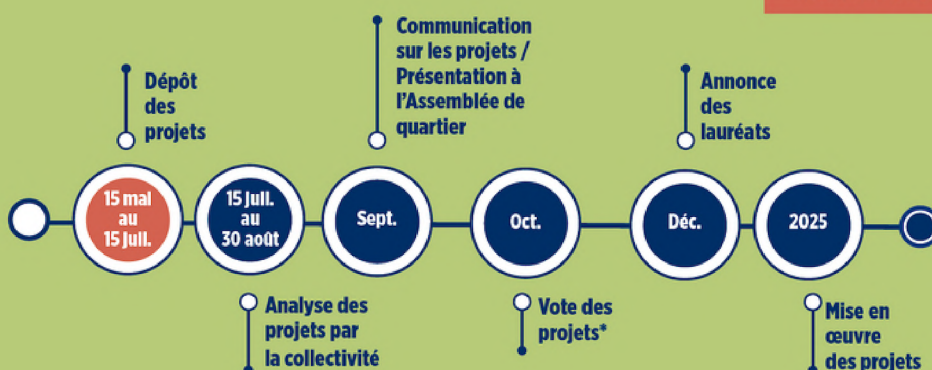 Communication
sur les projets /
Présentation à
l'Assemblée de
quartier
Dépôt
des
projets
Annonce
des
lauréats
15 mai
au
15 juil.
15 juil.
au
30 août
Sept.
Oct.
Déc.
2025
Analyse des
projets par
la collectivité
Vote des
projets*
Mise en
œuvre
des projets